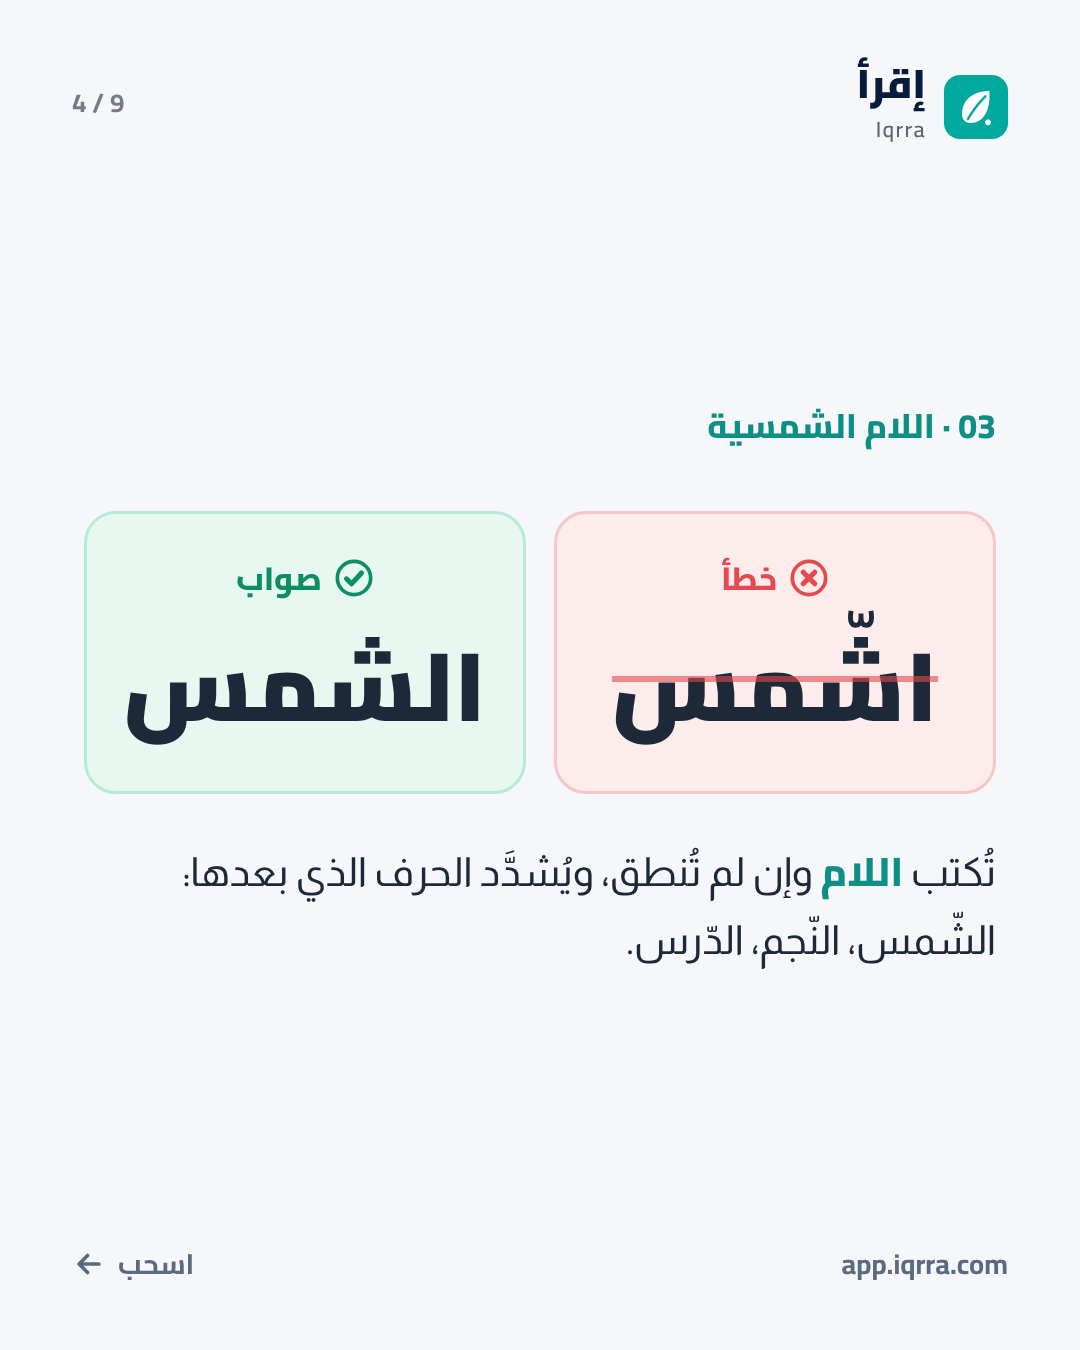 إقرأ
Iqrra
4 / 9
03 · اللام الشمسية
خطأ
اشّمس
صواب
الشمس
تُكتب اللام وإن لم تُنطق، ويُشدَّد الحرف الذي بعدها:
الشّمس، النّجم، الدّرس.
app.iqrra.com
اسحب ←